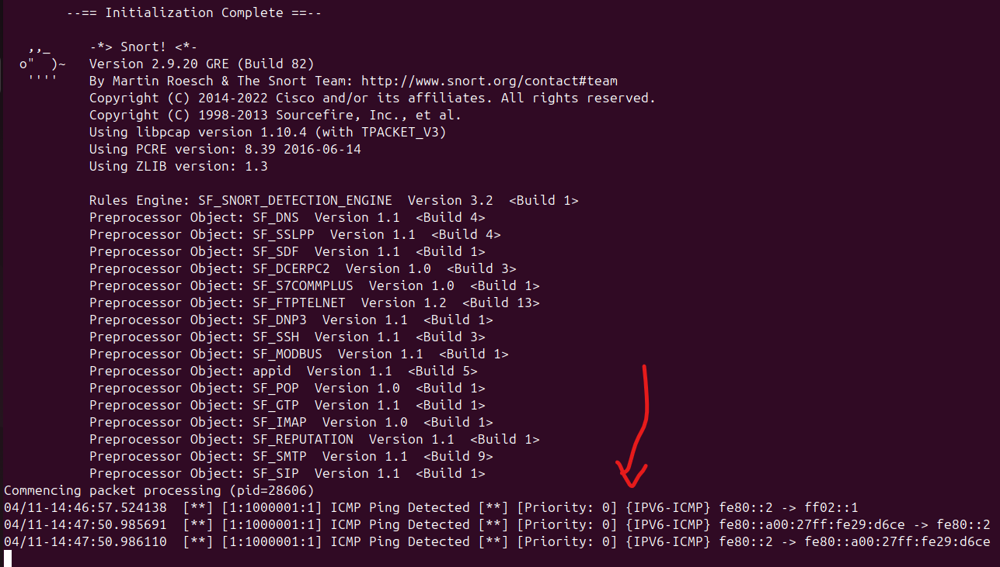 --== Initialization Complete ==--
,,_ -*> Snort! <*-
o" )~ Version 2.9.20 GRE (Build 82)
'''' By Martin Roesch & The Snort Team: http://www.snort.org/contact#team
Copyright (C) 2014-2022 Cisco and/or its affiliates. All rights reserved.
Copyright (C) 1998-2013 Sourcefire, Inc., et al.
Using libpcap version 1.10.4 (with TPACKET_V3)
Using PCRE version: 8.39 2016-06-14
Using ZLIB version: 1.3
Rules Engine: SF_SNORT_DETECTION_ENGINE Version 3.2 <Build 1>
Preprocessor Object: SF_DNS Version 1.1 <Build 4>
Preprocessor Object: SF_SSLPP Version 1.1 <Build 4>
Preprocessor Object: SF_SDF Version 1.1 <Build 1>
Preprocessor Object: SF_DCERPC2 Version 1.0 <Build 3>
Preprocessor Object: SF_S7COMMPLUS Version 1.0 <Build 1>
Preprocessor Object: SF_FTPTELNET Version 1.2 <Build 13>
Preprocessor Object: SF_DNP3 Version 1.1 <Build 1>
Preprocessor Object: SF_SSH Version 1.1 <Build 3>
Preprocessor Object: SF_MODBUS Version 1.1 <Build 1>
Preprocessor Object: appid Version 1.1 <Build 5>
Preprocessor Object: SF_POP Version 1.0 <Build 1>
Preprocessor Object: SF_GTP Version 1.1 <Build 1>
Preprocessor Object: SF_IMAP Version 1.0 <Build 1>
Preprocessor Object: SF_REPUTATION Version 1.1 <Build 1>
Preprocessor Object: SF_SMTP Version 1.1 <Build 9>
Preprocessor Object: SF_SIP Version 1.1 <Build 1>
Commencing packet processing (pid=28606)
04/11-14:46:57.524138 [**] [1:1000001:1] ICMP Ping Detected [**] [Priority: 0] {IPV6-ICMP} fe80::2 -> ff02::1
04/11-14:47:50.985691 [**] [1:1000001:1] ICMP Ping Detected [**] [Priority: 0] {IPV6-ICMP} fe80::a00:27ff:fe29:d6ce -> fe80::2
04/11-14:47:50.986110 [**] [1:1000001:1] ICMP Ping Detected [**] [Priority: 0] {IPV6-ICMP} fe80::2 -> fe80::a00:27ff:fe29:d6ce